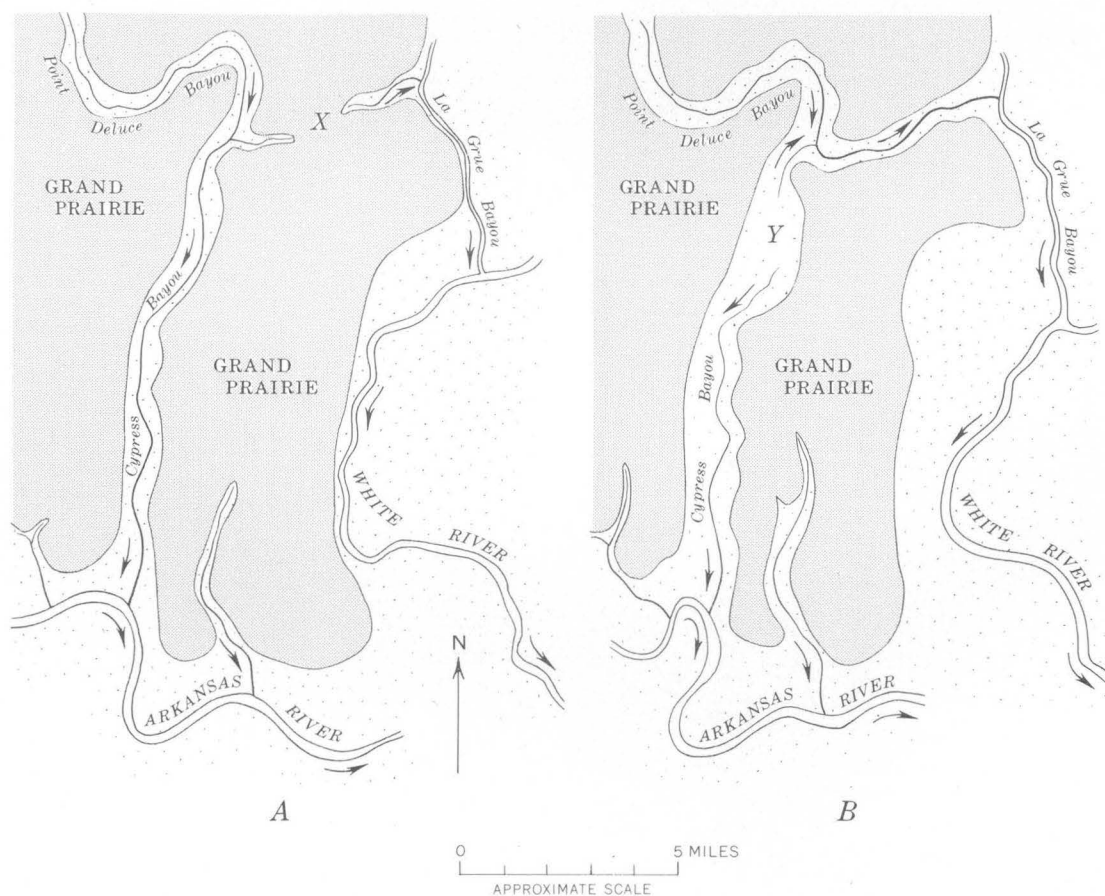 Point
Deluce
Bayou
X
La
Grue
Bayou
GRAND
PRAIRIE
Bayou
GRAND
PRAIRIE
Cypress
WHITE
RIVER
ARKANSAS
RIVER
N
A
Point
Deluce
Bayou
La
Grue
Bayou
GRAND
PRAIRIE
Y
Bayou
GRAND
PRAIRIE
Cypress
WHITE
RIVER
ARKANSAS
RIVER
B
0 5 MILES
APPROXIMATE SCALE